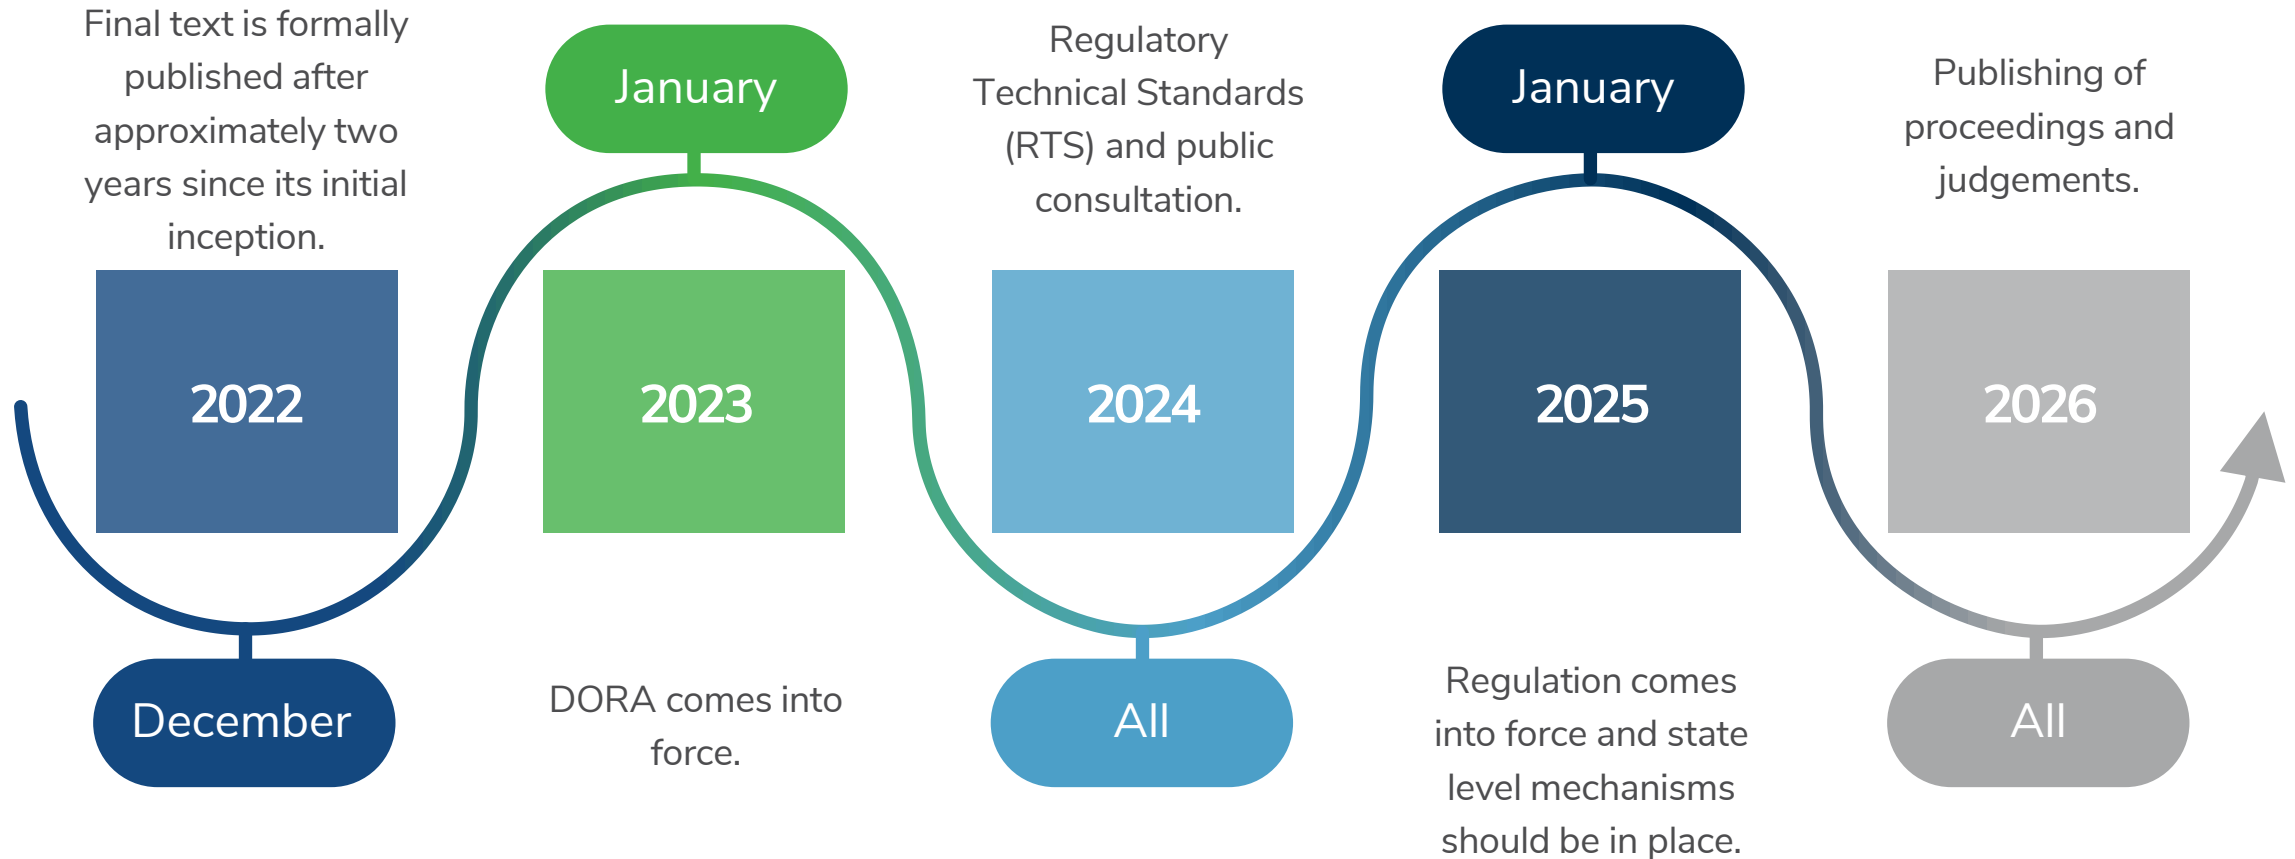 Final text is formally
published after
approximately two
years since its initial
inception.
2022
December
January
2023
DORA comes into
force.
Regulatory
Technical Standards
(RTS) and public
consultation.
2024
All
January
2025
Regulation comes
into force and state
level mechanisms
should be in place.
Publishing of
proceedings and
judgements.
2026
All